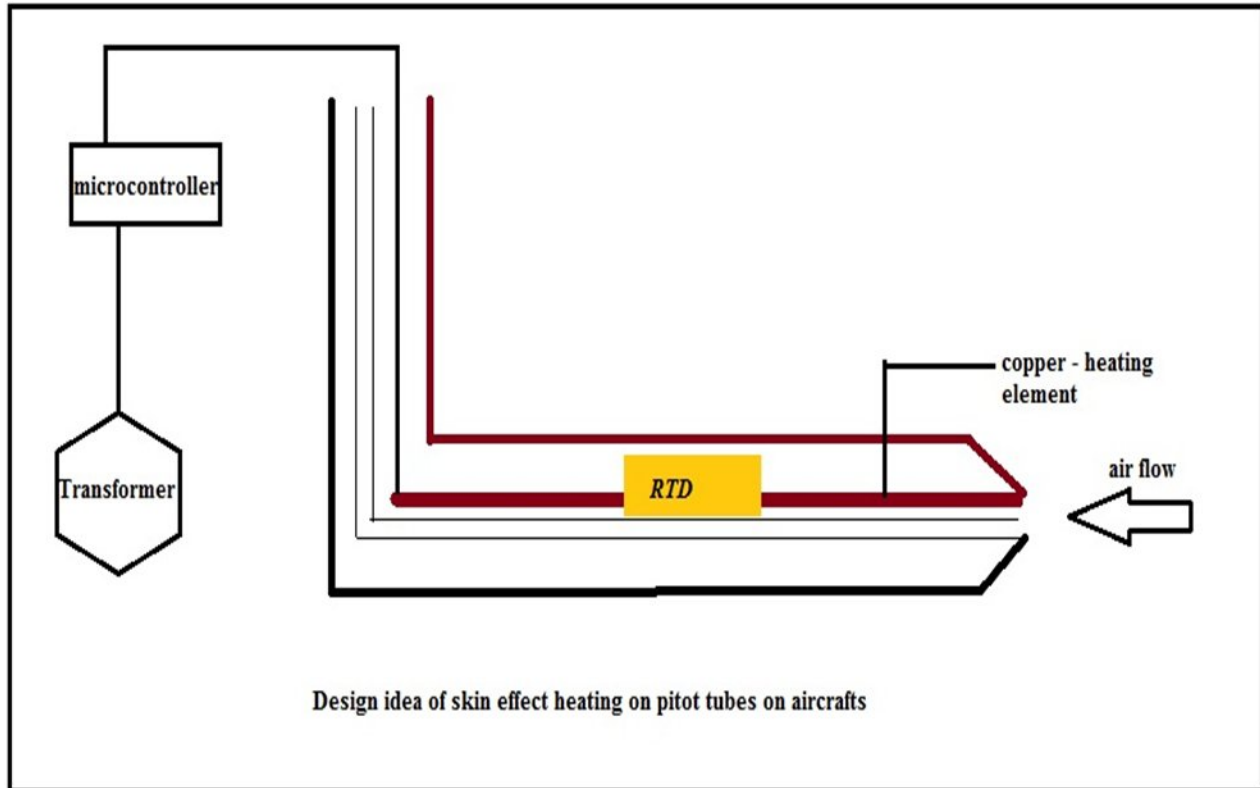 microcontroller
Transformer
RTD
copper - heating
element
air flow
Design idea of skin effect heating on pitot tubes on aircrafts